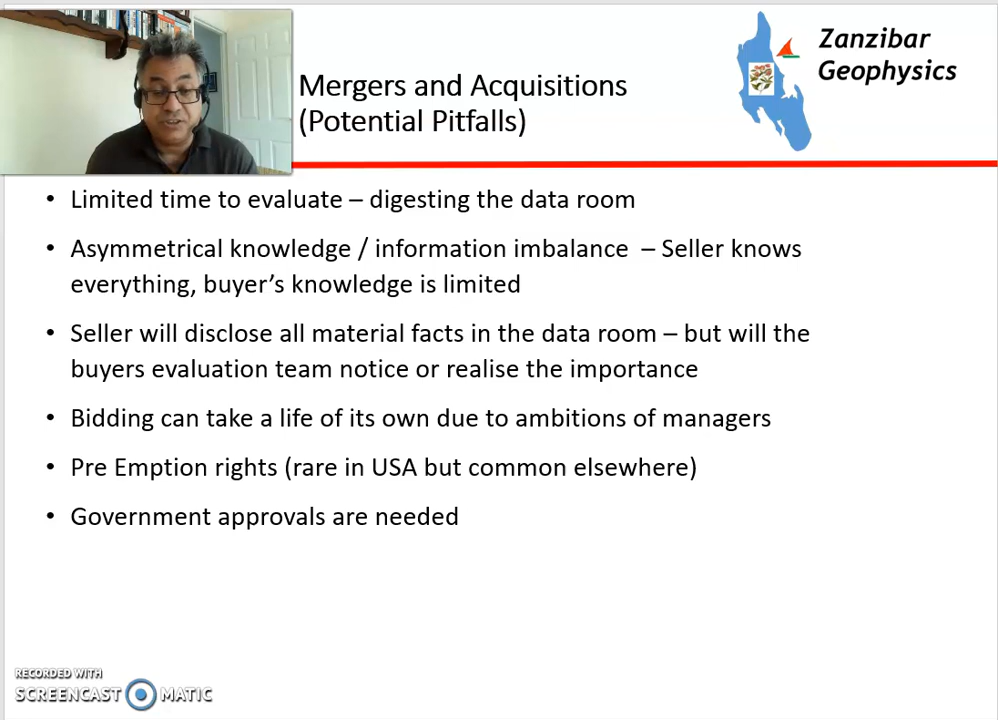 Mergers and Acquisitions
(Potential Pitfalls)
Zanzibar
Geophysics
• Limited time to evaluate – digesting the data room
• Asymmetrical knowledge / information imbalance – Seller knows
everything, buyer's knowledge is limited
• Seller will disclose all material facts in the data room – but will the
buyers evaluation team notice or realise the importance
• Bidding can take a life of its own due to ambitions of managers
• Pre Emption rights (rare in USA but common elsewhere)
• Government approvals are needed
RECORDED WITH
SCREENCAST MATIC